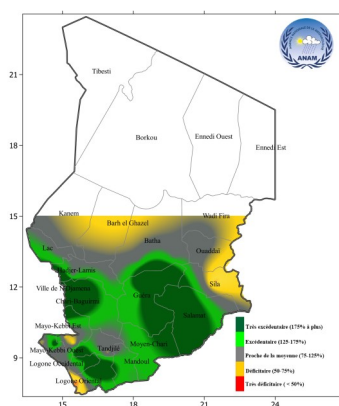 ANAM
21
18
15
12
9
15
18
21
24
Tibesti
Borkou
Ennedi Ouest
Ennedi Est
Kanem
Barh el Ghazel
Wadi Fira
Batha
Ouaddaï
Lac
Hadjer-Lamis
Sila
Ville de N'Djamena
Guéra
Chari-Baguirmi
Salamat
Mayo-Kebbi Est
Mayo-Kebbi Ouest
Tandjilé
Moyen-Chari
Logone Occidental
Mandoul
Logone Oriental
Très excédentaire (175% à plus)
Excédentaire (125-175%)
Proche de la moyenne (75-125%)
Déficitaire (50-75%)
Très déficitaire ( < 50%)